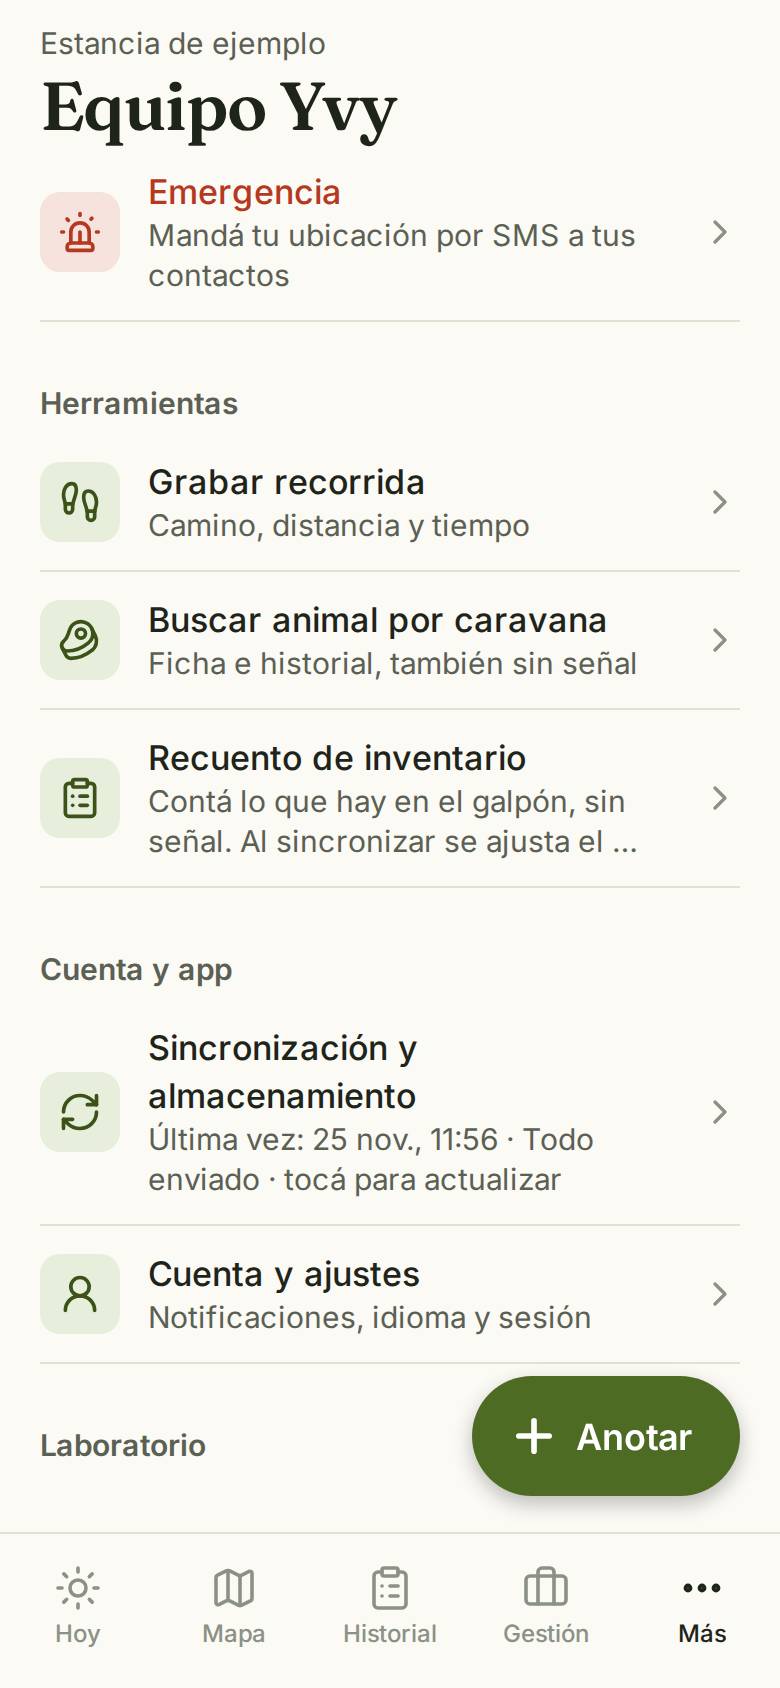 Estancia de ejemplo
Equipo Yvy
Emergencia
Mandá tu ubicación por SMS a tus
contactos
Herramientas
Grabar recorrida
Camino, distancia y tiempo
Buscar animal por caravana
Ficha e historial, también sin señal
Recuento de inventario
Contá lo que hay en el galpón, sin
señal. Al sincronizar se ajusta el ...
Cuenta y app
Sincronización y
almacenamiento
Última vez: 25 nov., 11:56 · Todo
enviado · tocá para actualizar
Cuenta y ajustes
Notificaciones, idioma y sesión
Laboratorio
Anotar
Hoy
Mapa
Historial
Gestión
Más